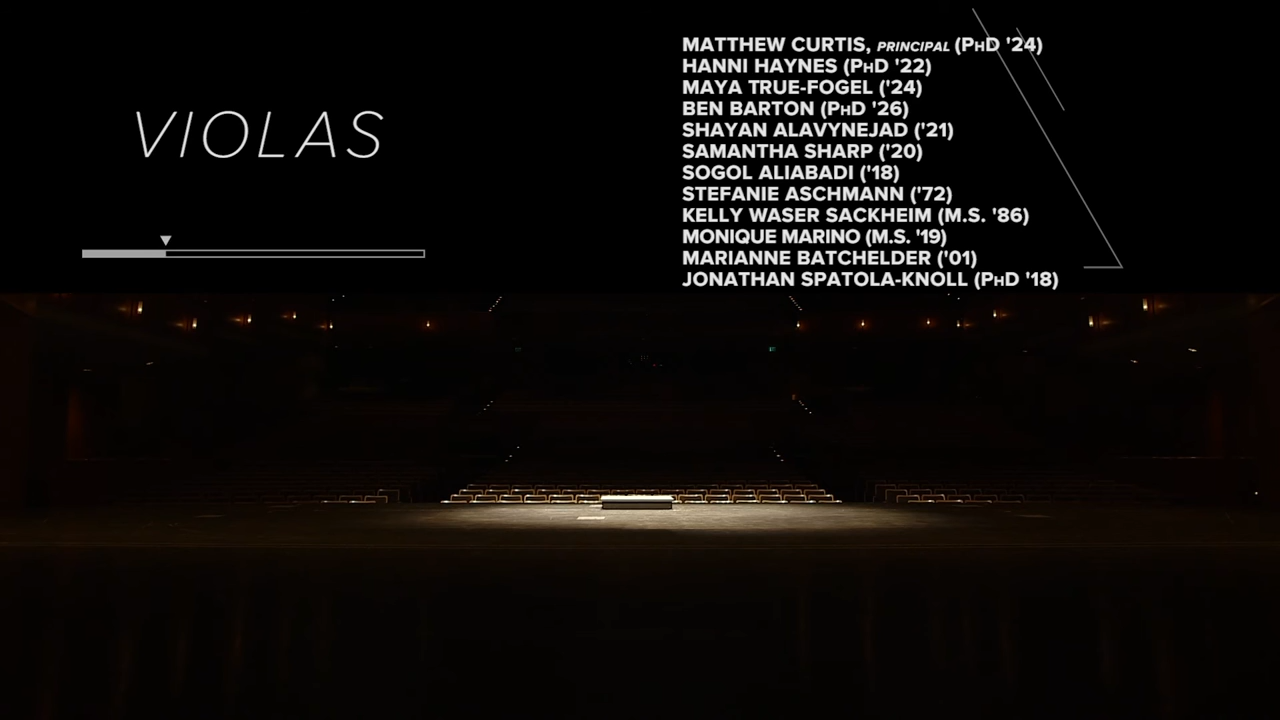 VIOLAS
MATTHEW CURTIS, PRINCIPAL (PHD '24)
HANNI HAYNES (PHD '22)
MAYA TRUE-FOGEL ('24)
BEN BARTON (PHD '26)
SHAYAN ALAVYNEJAD ('21)
SAMANTHA SHARP ('20)
SOGOL ALIABADI ('18)
STEFANIE ASCHMANN ('72)
KELLY WASER SACKHEIM (M.S. '86)
MONIQUE MARINO (M.S. '19)
MARIANNE BATCHELDER ('01)
JONATHAN SPATOLA-KNOLL (PHD '18)